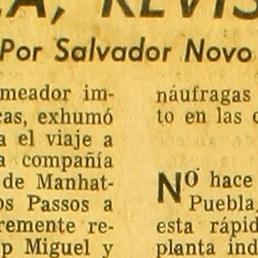 A, REVIS
Por Salvador Novo
meador im-
cas, exhumó
a el viaje a
a compañía
de Manhat-
os Passos a
remente re-
p Miguel y
náufragas
to en las c
No hace
Puebla,
esta rápid
planta ind